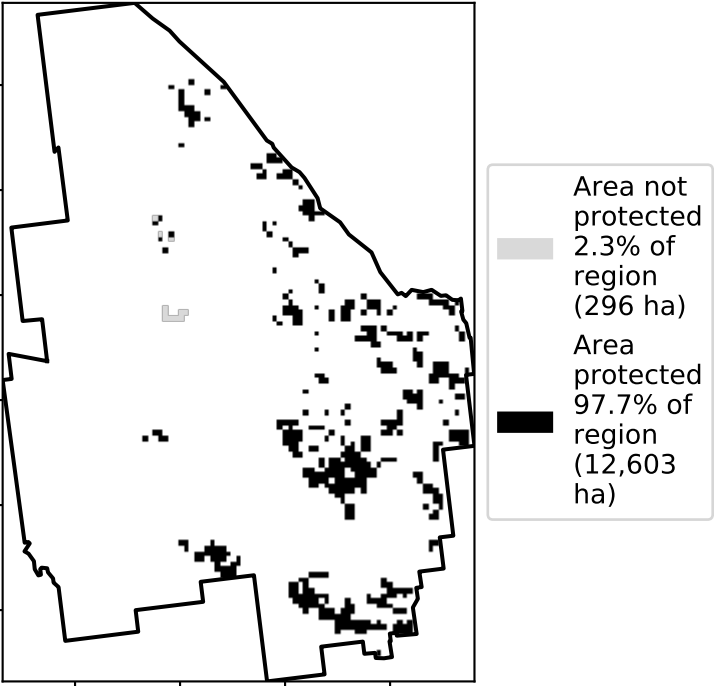 Area not
protected
2.3% of
region
(296 ha)
Area
protected
97.7% of
region
(12,603
ha)